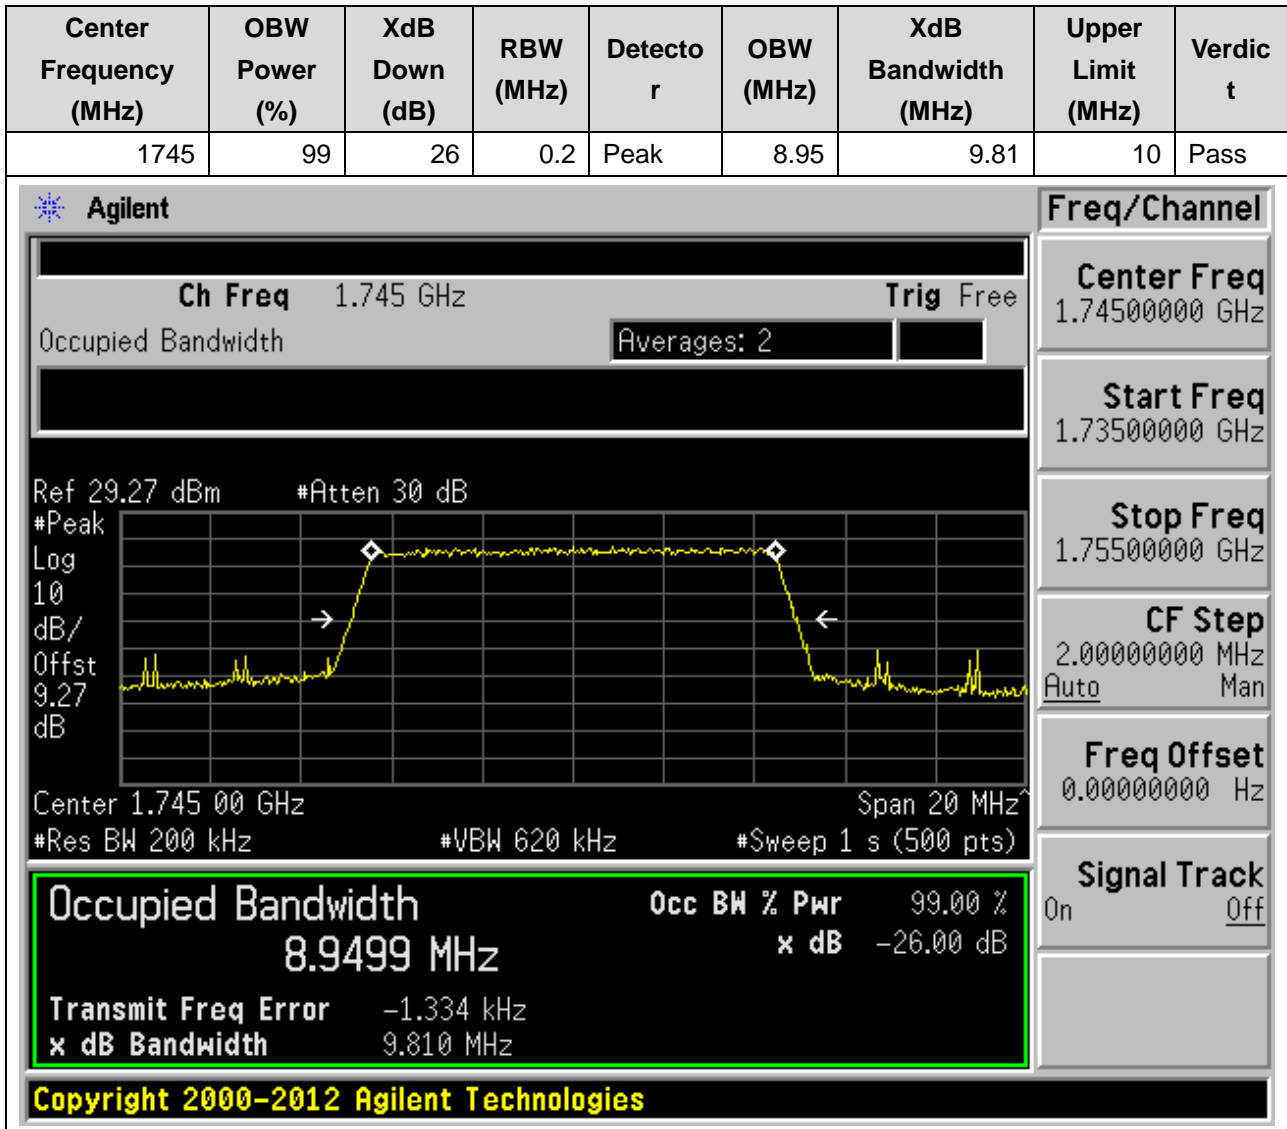 Center Frequency (MHz) OBW Power (%) XdB Down (dB) RBW (MHz) Detecto r OBW (MHz) XdB Bandwidth (MHz) Upper Limit (MHz) Verdic t
1745 99 26 0.2 Peak 8.95 9.81 10 Pass
Agilent
Freq/Channel
Ch Freq 1.745 GHz Trig Free
Occupied Bandwidth Averages: 2
Ref 29.27 dBm #Atten 30 dB
#Peak
Log
10
dB/
Offst
9.27
dB
Center 1.745 00 GHz Span 20 MHz^
#Res BW 200 kHz #VBW 620 kHz #Sweep 1 s (500 pts)
Occupied Bandwidth Occ BW % Pwr 99.00 %
8.9499 MHz x dB -26.00 dB
Transmit Freq Error -1.334 kHz
x dB Bandwidth 9.810 MHz
Center Freq
1.74500000 GHz
Start Freq
1.73500000 GHz
Stop Freq
1.75500000 GHz
CF Step
2.00000000 MHz
Auto Man
Freq Offset
0.00000000 Hz
Signal Track
On Off
Copyright 2000-2012 Agilent Technologies